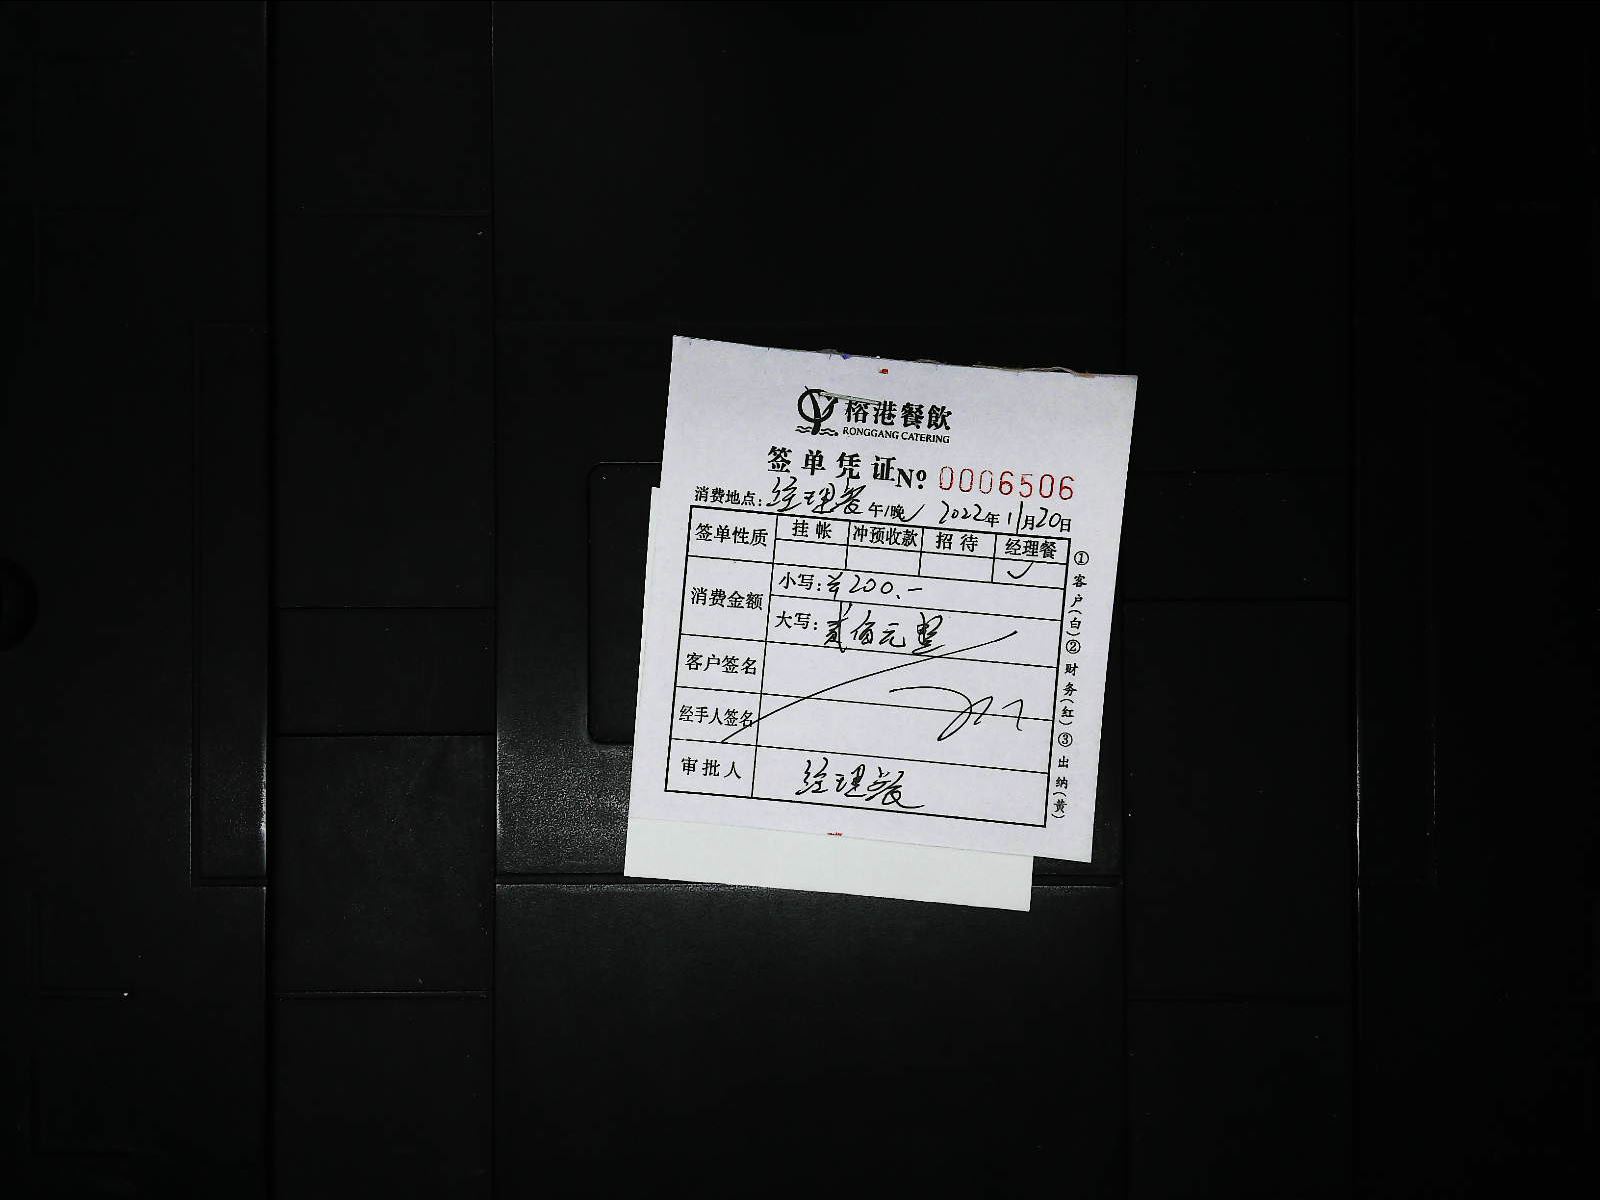 榕港餐飲
RONGGANG CATERING
签单凭证 No: 0006506
消费地点: 经理餐 午/晚 2022年11月20日
签单性质 挂帐 冲预收款 招待 经理餐
✓
消费金额 小写: ¥200.-
大写: 贰佰元整
客户签名
经手人签名
审批人 经理餐
①客户(白)②财务(红)③出纳(黄)